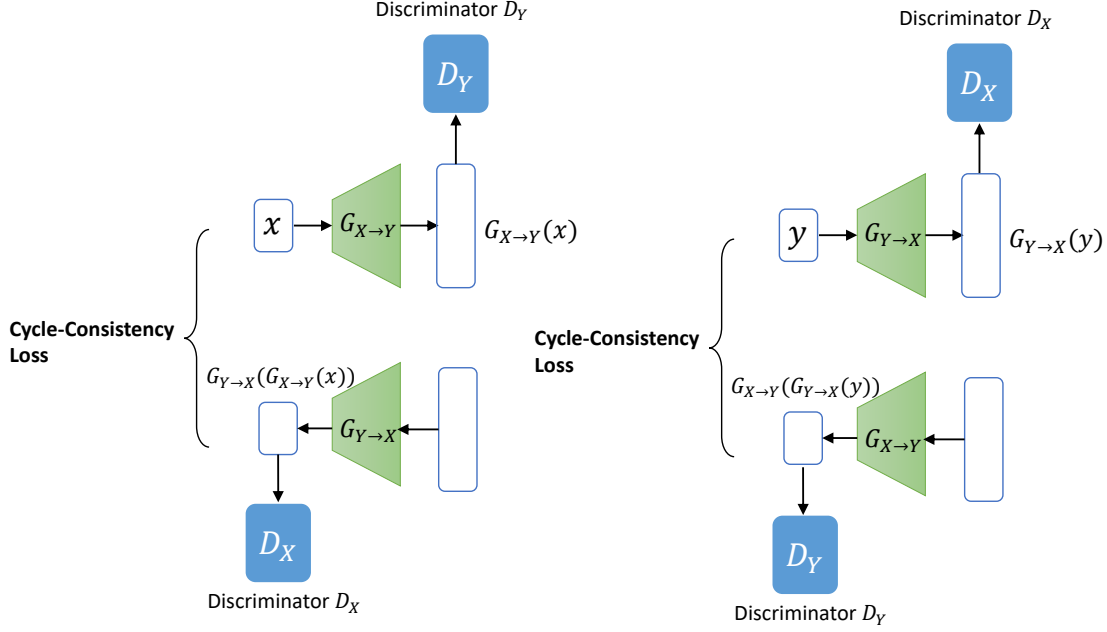 Discriminator D_Y
D_Y
x
G_{X→Y}
G_{X→Y}(x)
Cycle-Consistency
Loss
G_{Y→X}(G_{X→Y}(x))
G_{Y→X}
D_X
Discriminator D_X
Discriminator D_X
D_X
y
G_{Y→X}
G_{Y→X}(y)
Cycle-Consistency
Loss
G_{X→Y}(G_{Y→X}(y))
G_{X→Y}
D_Y
Discriminator D_Y